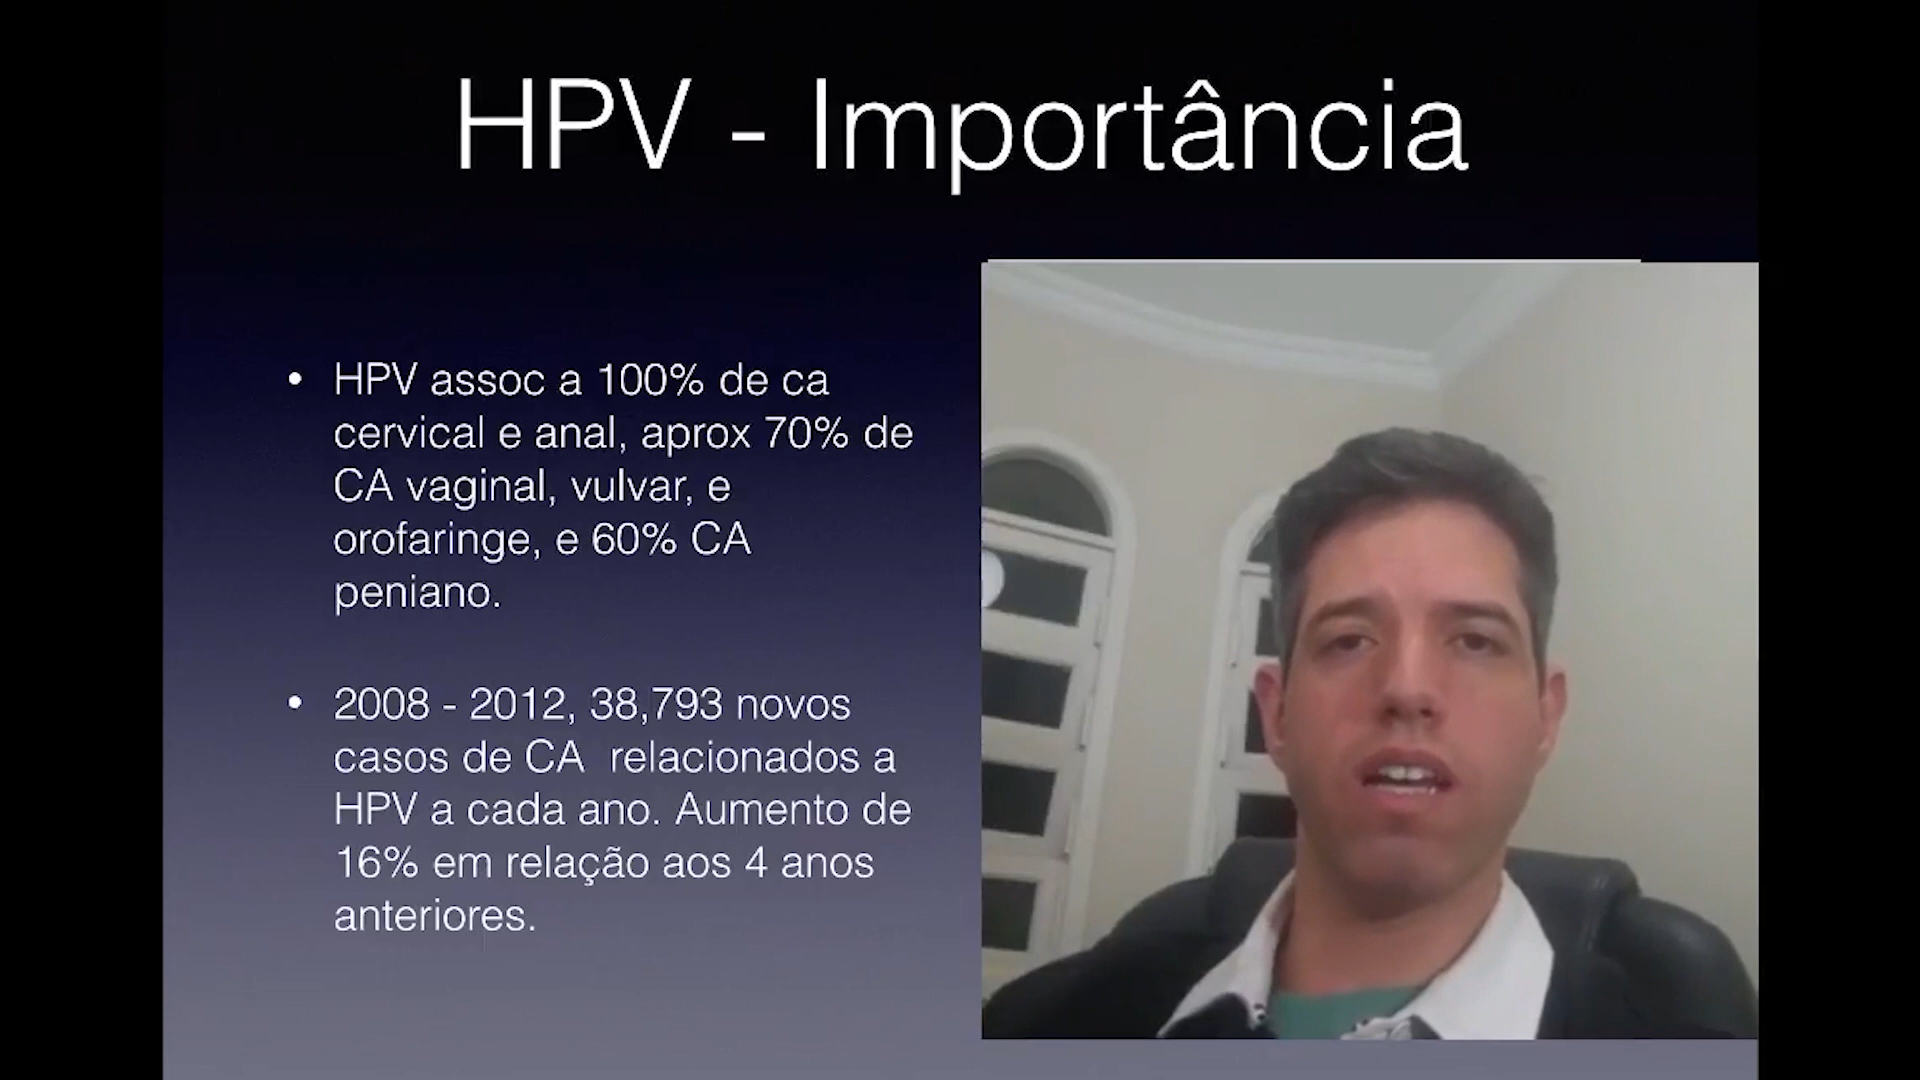 HPV - Importância
• HPV assoc a 100% de ca
cervical e anal, aprox 70% de
CA vaginal, vulvar, e
orofaringe, e 60% CA
peniano.
• 2008 - 2012, 38,793 novos
casos de CA  relacionados a
HPV a cada ano. Aumento de
16% em relação aos 4 anos
anteriores.